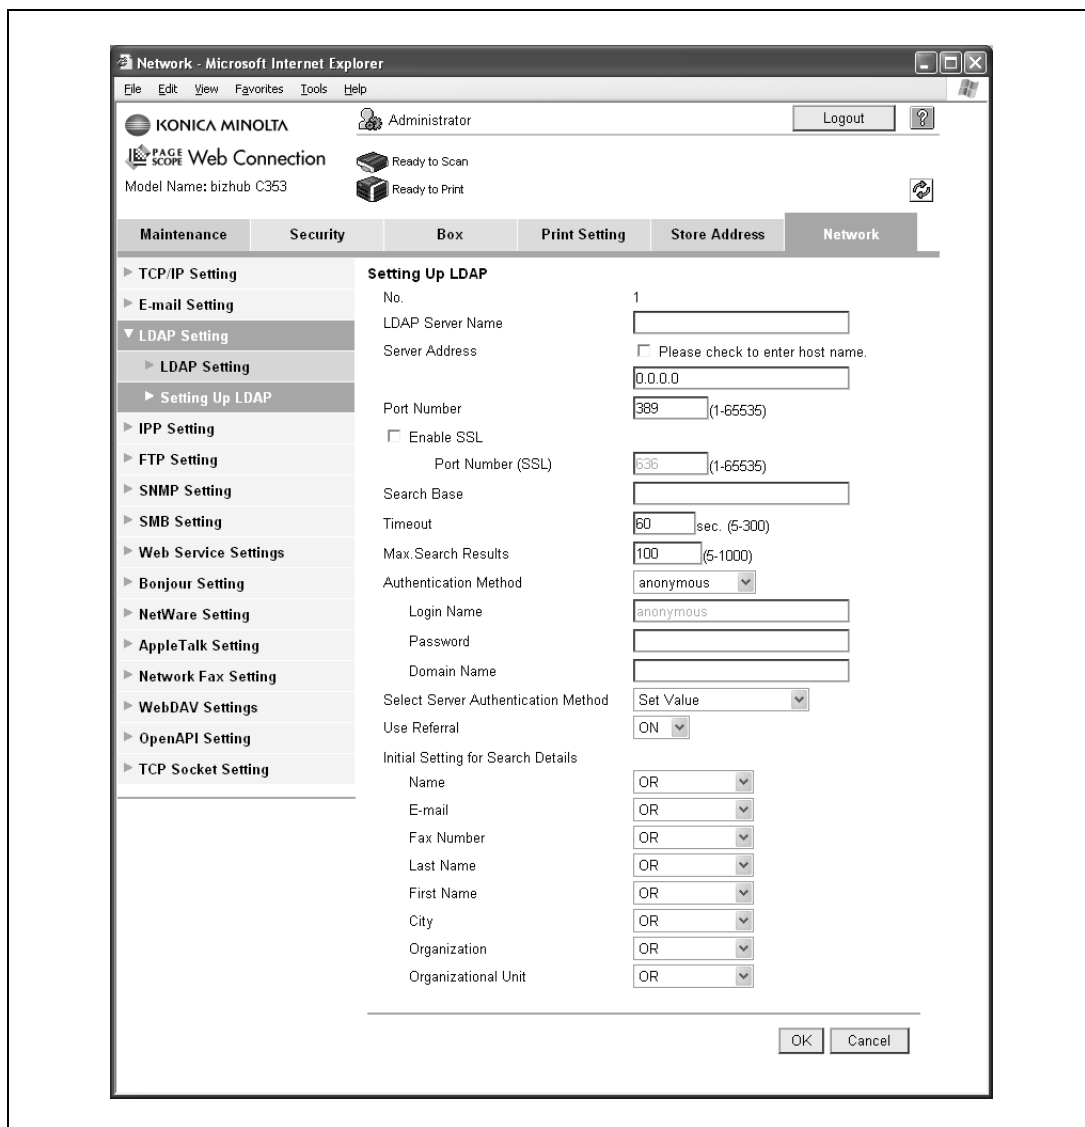 Network - Microsoft Internet Explorer
File Edit View Favorites Tools Help
KONICA MINOLTA
Administrator
Logout
?
PAGE SCOPE Web Connection
Ready to Scan
Model Name: bizhub C353
Ready to Print
Maintenance Security Box Print Setting Store Address Network
TCP/IP Setting
E-mail Setting
LDAP Setting
LDAP Setting
Setting Up LDAP
IPP Setting
FTP Setting
SNMP Setting
SMB Setting
Web Service Settings
Bonjour Setting
NetWare Setting
AppleTalk Setting
Network Fax Setting
WebDAV Settings
OpenAPI Setting
TCP Socket Setting
Setting Up LDAP
No. 1
LDAP Server Name
Server Address Please check to enter host name.
0.0.0.0
Port Number 389 (1-65535)
Enable SSL
Port Number (SSL) 636 (1-65535)
Search Base
Timeout 60 sec. (5-300)
Max.Search Results 100 (5-1000)
Authentication Method anonymous
Login Name anonymous
Password
Domain Name
Select Server Authentication Method Set Value
Use Referral ON
Initial Setting for Search Details
Name OR
E-mail OR
Fax Number OR
Last Name OR
First Name OR
City OR
Organization OR
Organizational Unit OR
OK Cancel